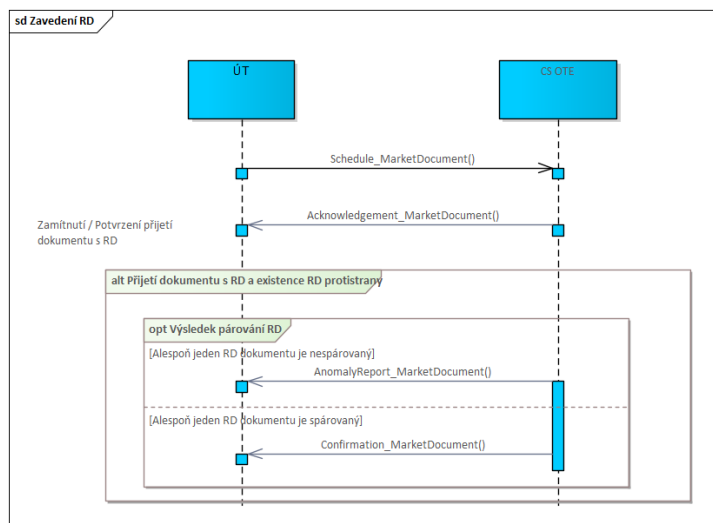 sd Zavedení RD
ÚT
CS OTE
Schedule_MarketDocument()
Acknowledgement_MarketDocument()
Zamítnutí / Potvrzení přijetí
dokumentu s RD
alt Přijetí dokumentu s RD a existence RD protistrany
opt Výsledek párování RD
[Alespoň jeden RD dokumentu je nespárovaný]
AnomalyReport_MarketDocument()
[Alespoň jeden RD dokumentu je spárovaný]
Confirmation_MarketDocument()